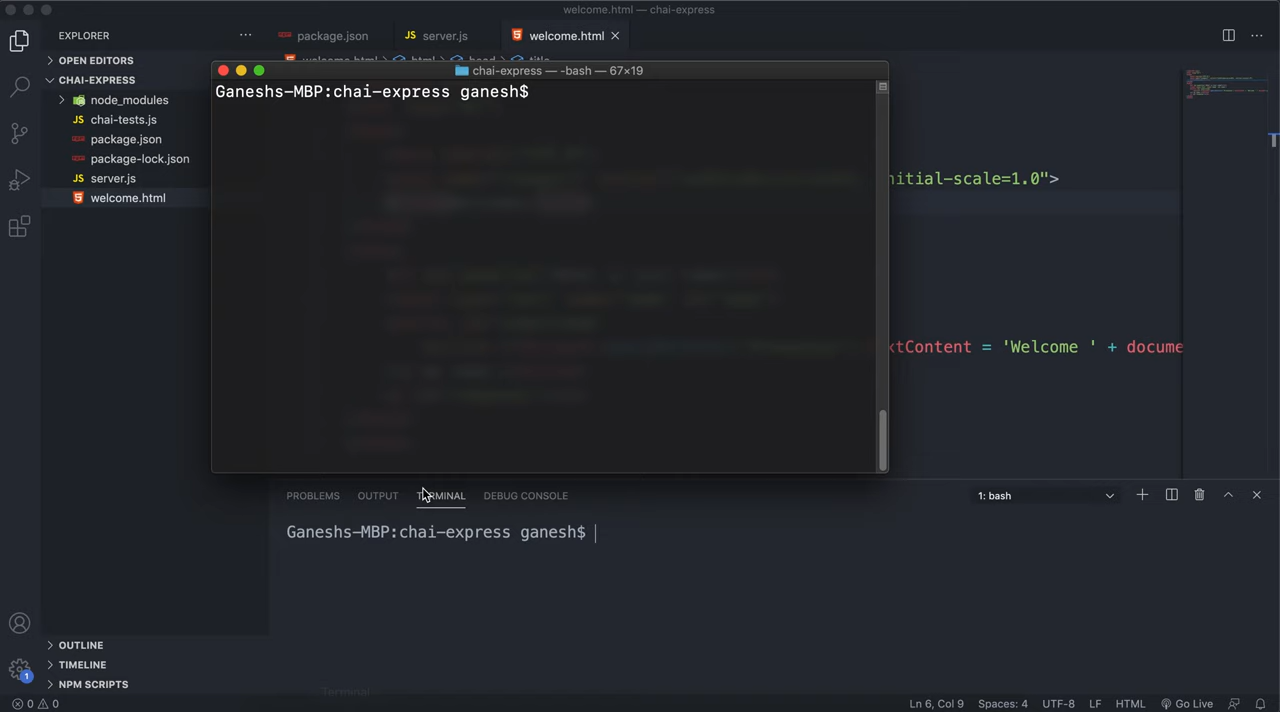 welcome.html — chai-express
EXPLORER
package.json
server.js
welcome.html
OPEN EDITORS
CHAI-EXPRESS
node_modules
chai-tests.js
package.json
package-lock.json
server.js
welcome.html
chai-express — -bash — 67×19
Ganeshs-MBP:chai-express ganesh$
nitial-scale=1.0">
xtContent = 'Welcome ' + docume
PROBLEMS OUTPUT TERMINAL DEBUG CONSOLE
1: bash
Ganeshs-MBP:chai-express ganesh$
OUTLINE
TIMELINE
NPM SCRIPTS
Terminal
1
0 0
Ln 6, Col 9 Spaces: 4 UTF-8 LF HTML Go Live